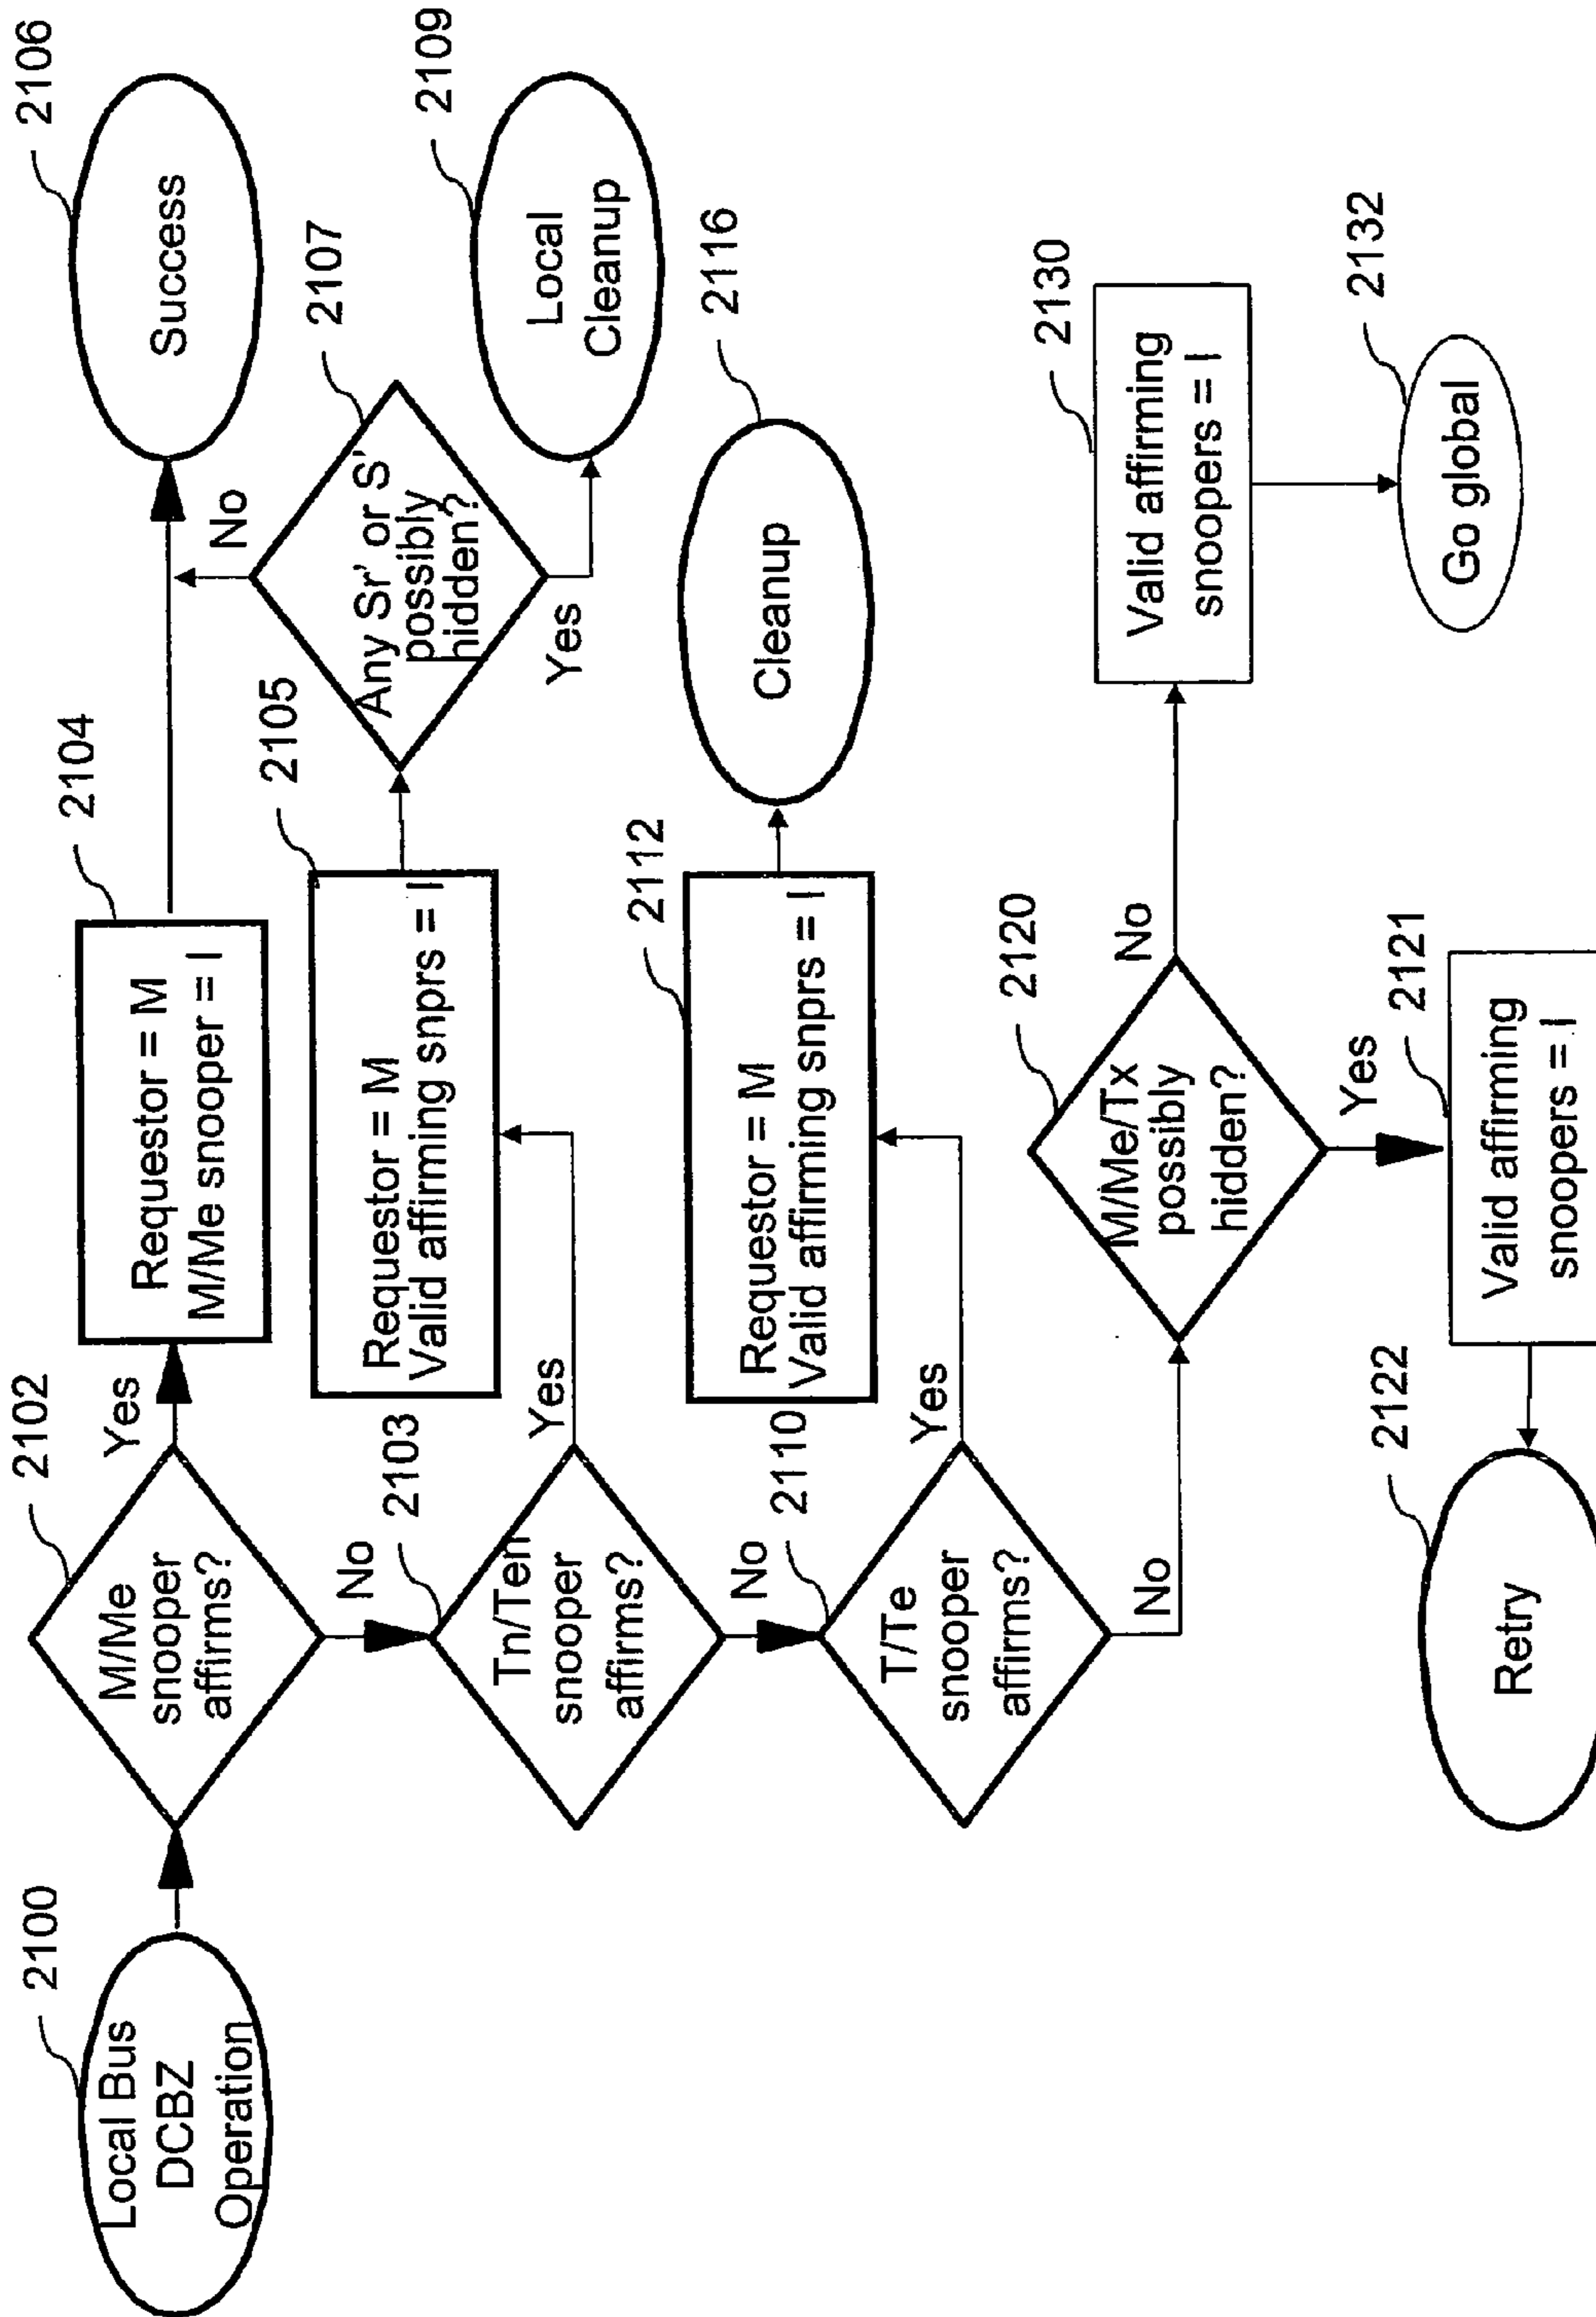 2100
Local Bus
DCBZ
Operation
2102
M/Me
snooper
affirms?
Yes
2104
Requestor = M
M/Me snooper = I
2106
Success
No
2103
Tn/Ten
snooper
affirms?
Yes
2105
Requestor = M
Valid affirming snprs = I
2107
Any Sr' or S'
possibly
hidden?
No
Yes
2109
Local
Cleanup
No
2110
T/Te
snooper
affirms?
Yes
2112
Requestor = M
Valid affirming snprs = I
2116
Cleanup
No
2120
M/Me/Tx
possibly
hidden?
No
2130
Valid affirming
snoopers = I
2132
Go global
Yes
2121
Valid affirming
snoopers = I
2122
Retry